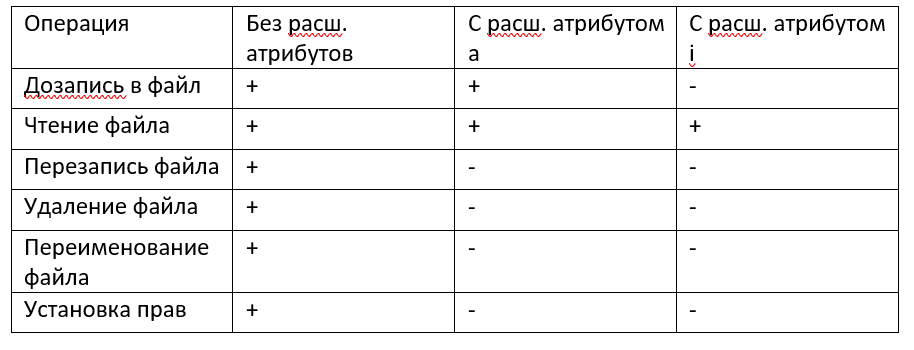 Операция
Без расш.
атрибутов
С расш. атрибутом
a
С расш. атрибутом
i
Дозапись в файл
+
+
-
Чтение файла
+
+
+
Перезапись файла
+
-
-
Удаление файла
+
-
-
Переименование
файла
+
-
-
Установка прав
+
-
-